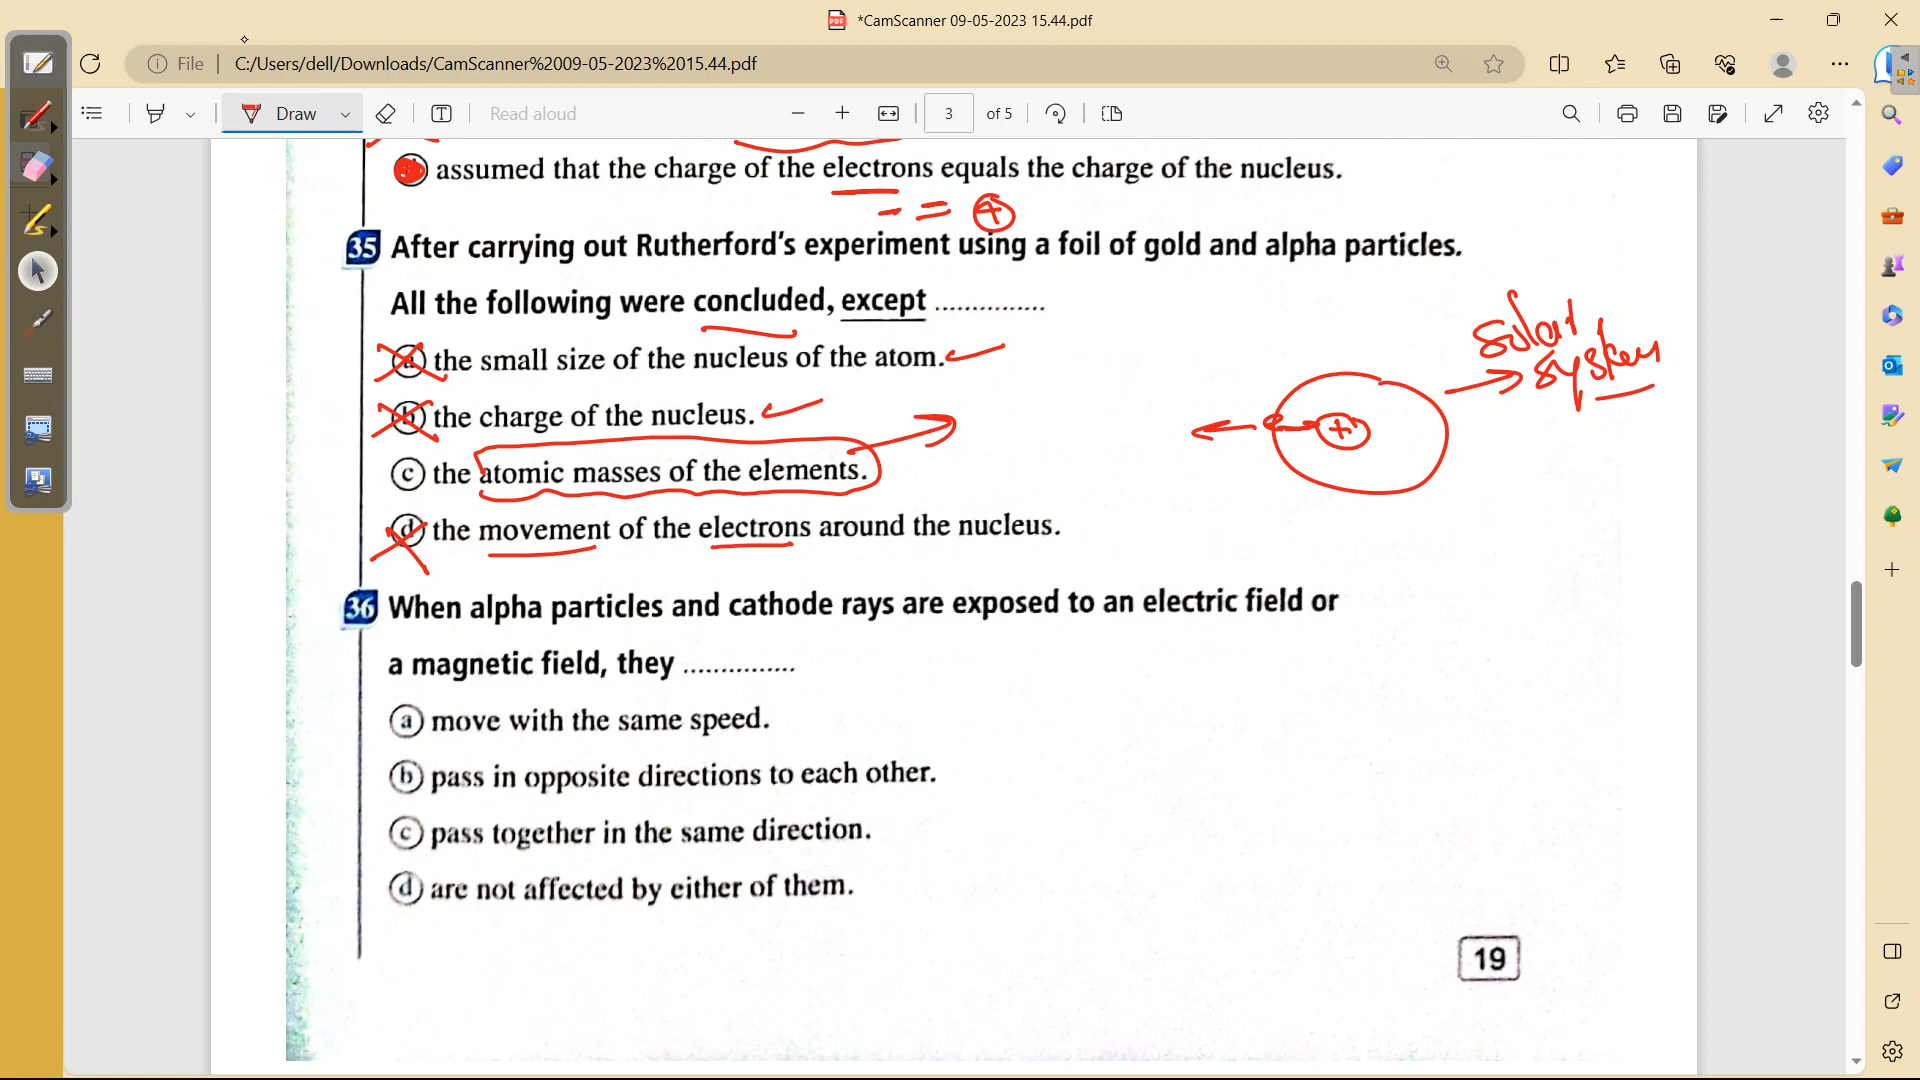 *CamScanner 09-05-2023 15.44.pdf
File
C:/Users/dell/Downloads/CamScanner%2009-05-2023%2015.44.pdf
Draw
Read aloud
3 of 5
assumed that the charge of the electrons equals the charge of the nucleus.
- = +
35 After carrying out Rutherford's experiment using a foil of gold and alpha particles.
All the following were concluded, except ...............
a the small size of the nucleus of the atom.
b the charge of the nucleus.
c the atomic masses of the elements.
d the movement of the electrons around the nucleus.
solar
system
+
e
36 When alpha particles and cathode rays are exposed to an electric field or
a magnetic field, they ...............
a move with the same speed.
b pass in opposite directions to each other.
c pass together in the same direction.
d are not affected by either of them.
19